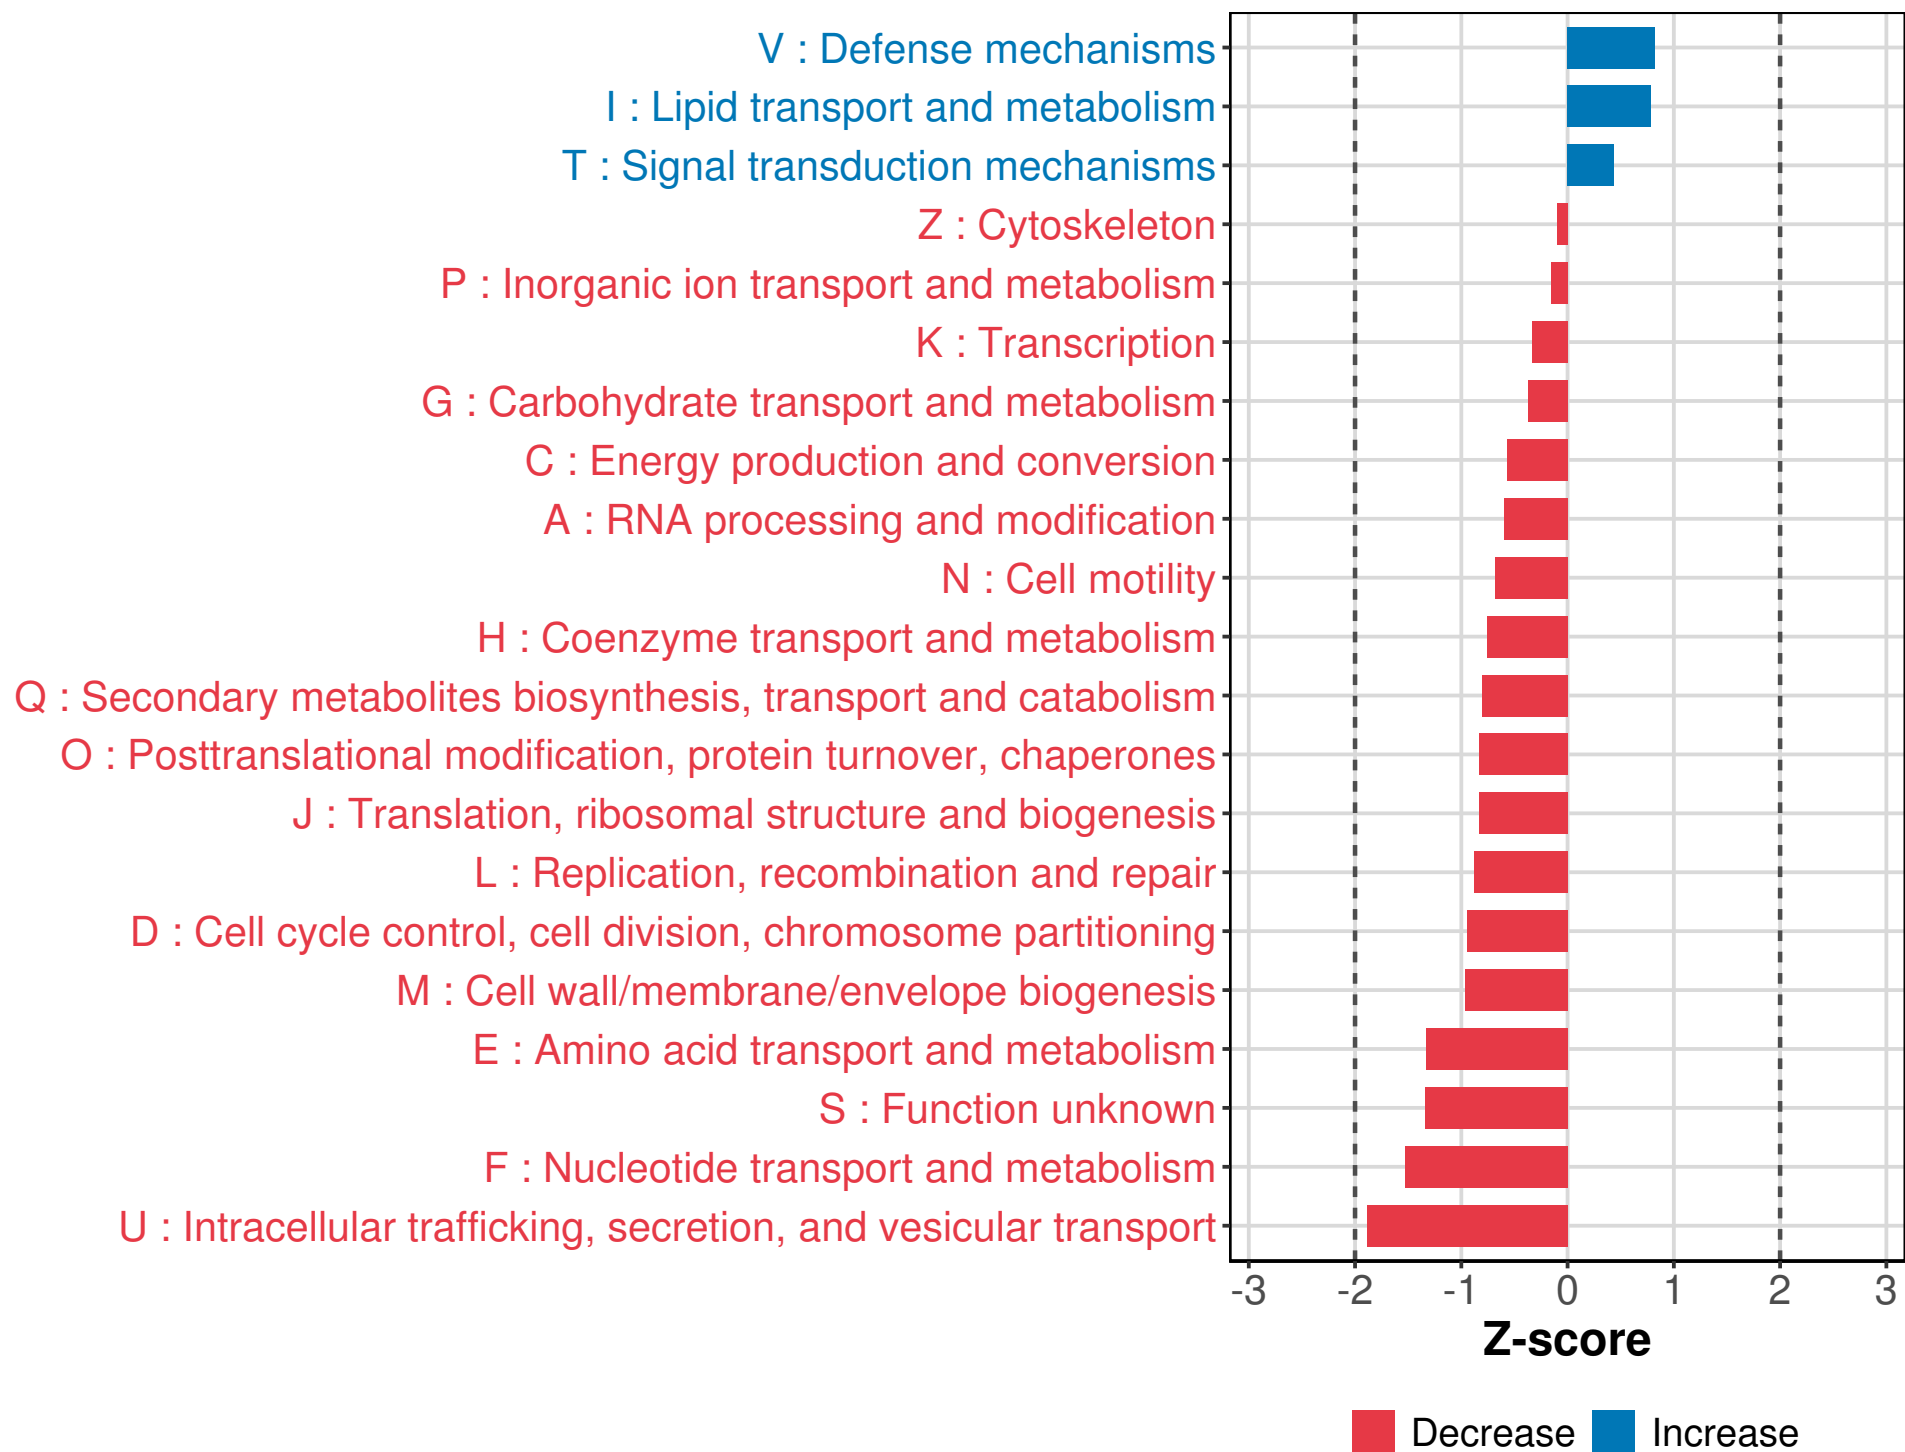 V : Defense mechanisms
I : Lipid transport and metabolism
T : Signal transduction mechanisms
Z : Cytoskeleton
P : Inorganic ion transport and metabolism
K : Transcription
G : Carbohydrate transport and metabolism
C : Energy production and conversion
A : RNA processing and modification
N : Cell motility
H : Coenzyme transport and metabolism
Q : Secondary metabolites biosynthesis, transport and catabolism
O : Posttranslational modification, protein turnover, chaperones
J : Translation, ribosomal structure and biogenesis
L : Replication, recombination and repair
D : Cell cycle control, cell division, chromosome partitioning
M : Cell wall/membrane/envelope biogenesis
E : Amino acid transport and metabolism
S : Function unknown
F : Nucleotide transport and metabolism
U : Intracellular trafficking, secretion, and vesicular transport
-3 -2 -1 0 1 2 3
Z-score
Decrease Increase